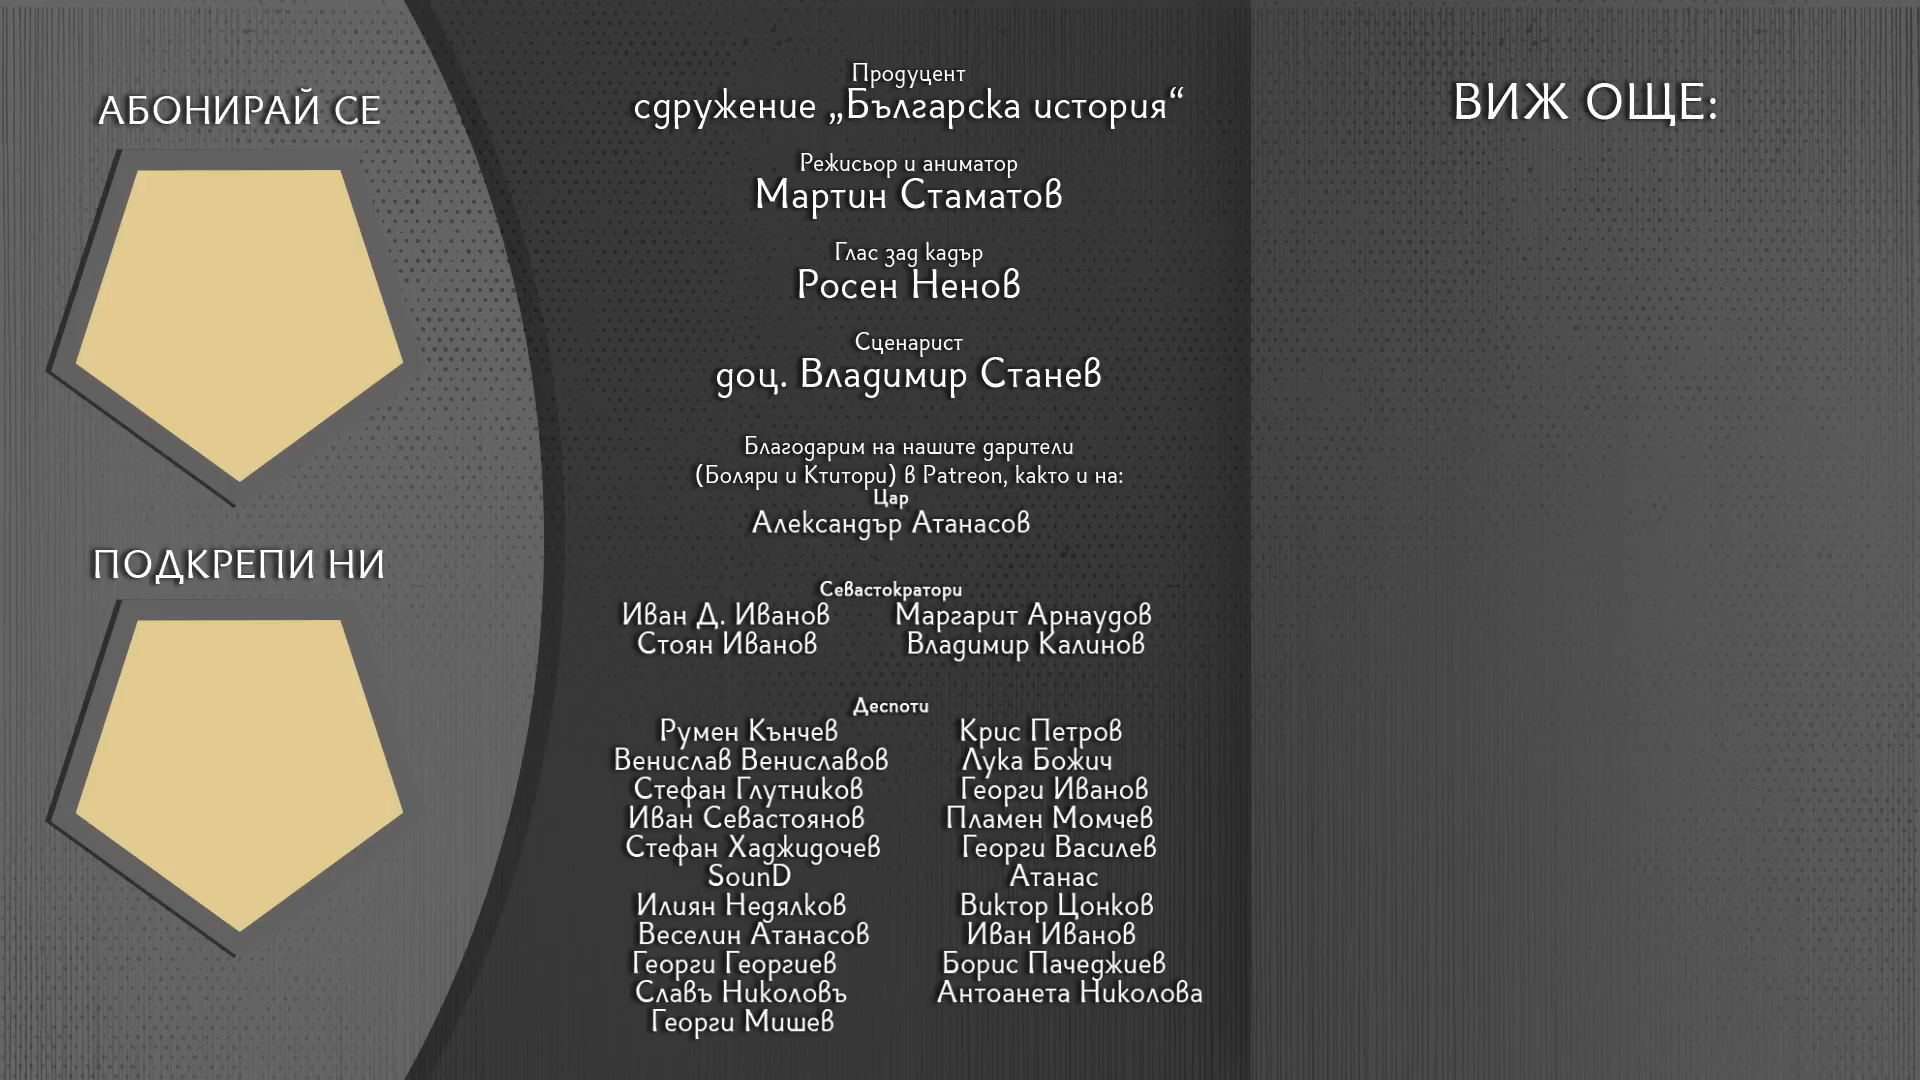 АБОНИРАЙ СЕ
ПОДКРЕПИ НИ
Продуцент
сдружение „Българска история“
Режисьор и аниматор
Мартин Стаматов
Глас зад кадър
Росен Ненов
Сценарист
доц. Владимир Станев
Благодарим на нашите дарители
(Боляри и Ктитори) в Patreon, както и на:
Цар
Александър Атанасов
Севастократори
Иван Д. Иванов Маргарит Арнаудов
Стоян Иванов Владимир Калинов
Деспоти
Румен Кънчев Крис Петров
Венислав Вениславов Лука Божич
Стефан Глутников Георги Иванов
Иван Севастоянов Пламен Момчев
Стефан Хаджидочев Георги Василев
SounD Атанас
Илиян Недялков Виктор Цонков
Веселин Атанасов Иван Иванов
Георги Георгиев Борис Пачеджиев
Славъ Николовъ Антоанета Николова
Георги Мишев
ВИЖ ОЩЕ: